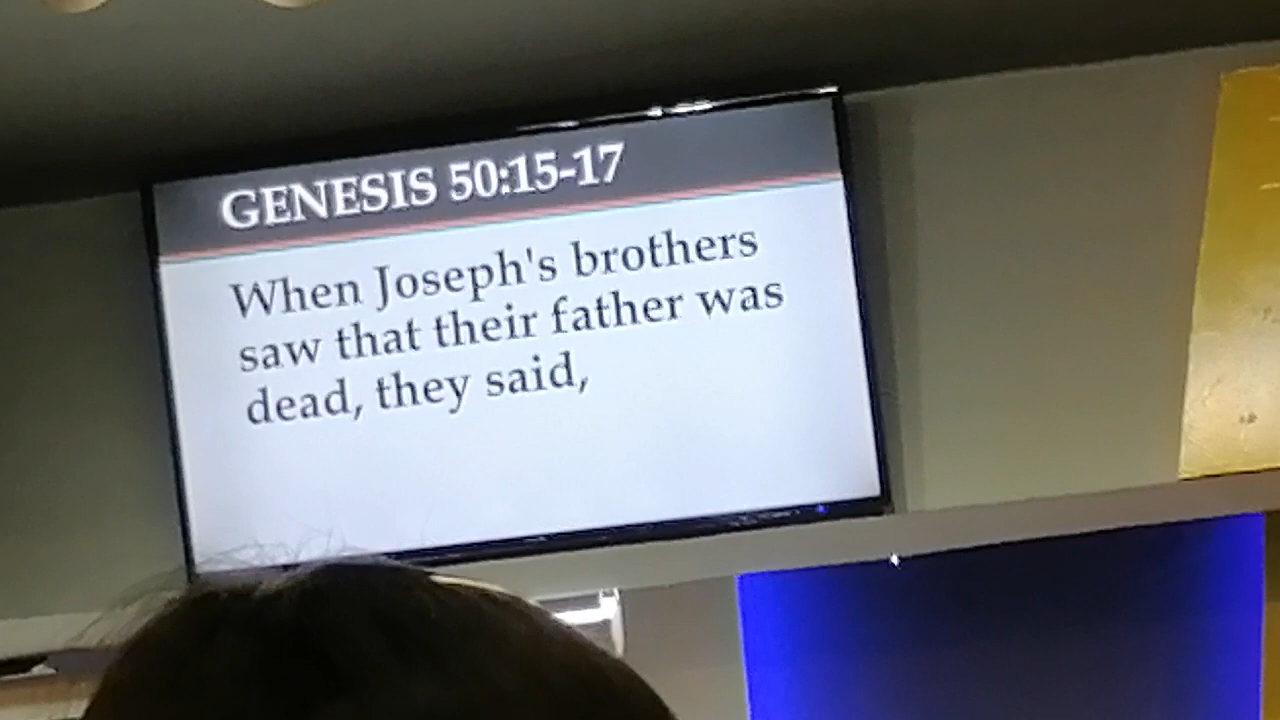 GENESIS 50:15-17
When Joseph's brothers
saw that their father was
dead, they said,